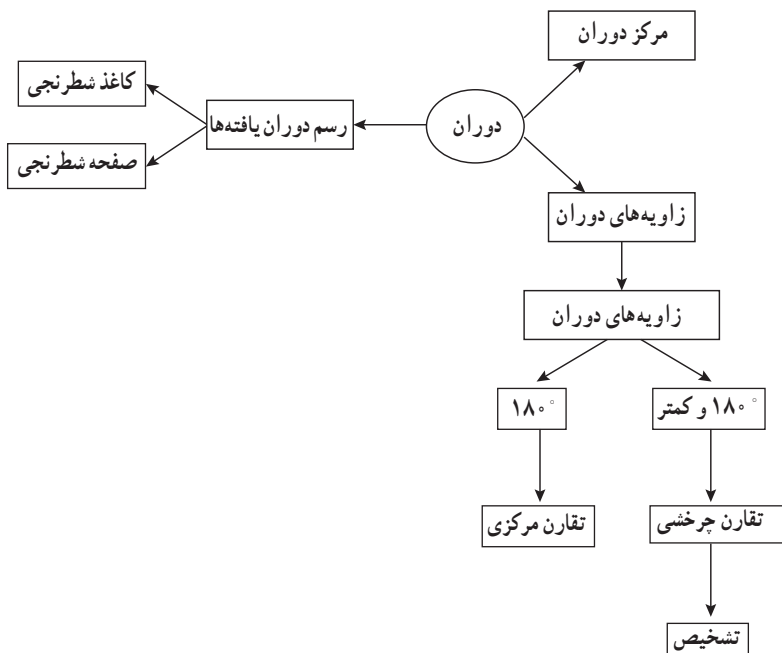 مرکز دوران
کاغذ شطرنجی
رسم دوران یافته‌ها
دوران
صفحه شطرنجی
زاویه‌های دوران
زاویه‌های دوران
۱۸۰° و کمتر
۱۸۰°
تقارن چرخشی
تقارن مرکزی
تشخیص